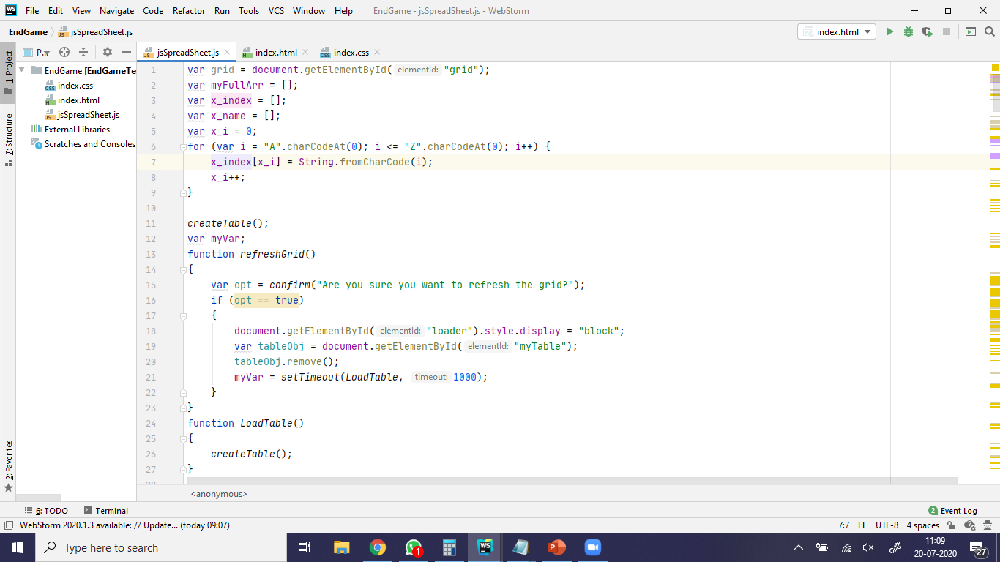 WS File Edit View Navigate Code Refactor Run Tools VCS Window Help EndGame - jsSpreadSheet.js - WebStorm
EndGame jsSpreadSheet.js index.html
1: Project
P... jsSpreadSheet.js index.html index.css
EndGame [EndGameTe
index.css
index.html
jsSpreadSheet.js
External Libraries
Scratches and Consoles
7: Structure
2: Favorites
1 var grid = document.getElementById( elementId: "grid");
2 var myFullArr = [];
3 var x_index = [];
4 var x_name = [];
5 var x_i = 0;
6 for (var i = "A".charCodeAt(0); i <= "Z".charCodeAt(0); i++) {
7 x_index[x_i] = String.fromCharCode(i);
8 x_i++;
9 }
10
11 createTable();
12 var myVar;
13 function refreshGrid()
14 {
15 var opt = confirm("Are you sure you want to refresh the grid?");
16 if (opt == true)
17 {
18 document.getElementById( elementId: "loader").style.display = "block";
19 var tableObj = document.getElementById( elementId: "myTable");
20 tableObj.remove();
21 myVar = setTimeout(LoadTable, timeout: 1000);
22 }
23 }
24 function LoadTable()
25 {
26 createTable();
27 }
28
<anonymous>
6: TODO Terminal 2 Event Log
WebStorm 2020.1.3 available: // Update... (today 09:07) 7:7 LF UTF-8 4 spaces
Type here to search 1 WS 11:09
20-07-2020 27